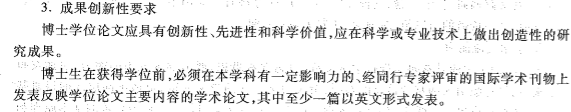 3. 成果创新性要求
博士学位论文应具有创新性、先进性和科学价值,应在科学或专业技术上做出创造性的研
究成果。
博士生在获得学位前,必须在本学科有一定影响力的、经同行专家评审的国际学术刊物上
发表反映学位论文主要内容的学术论文,其中至少一篇以英文形式发表。